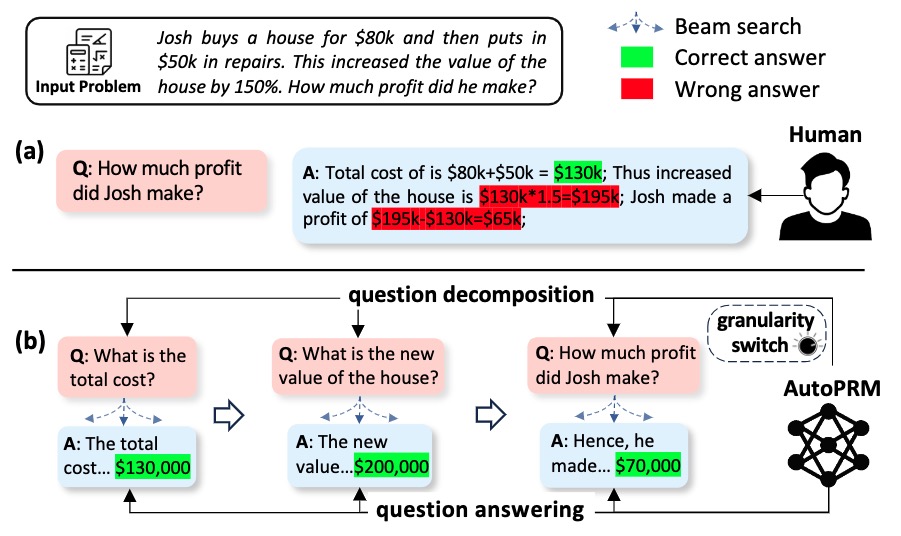 Input Problem
Josh buys a house for $80k and then puts in
$50k in repairs. This increased the value of the
house by 150%. How much profit did he make?
Beam search
Correct answer
Wrong answer
(a)
Q: How much profit
did Josh make?
A: Total cost of is $80k+$50k = $130k; Thus increased
value of the house is $130k*1.5=$195k; Josh made a
profit of $195k-$130k=$65k;
Human
question decomposition
(b)
granularity
switch
Q: What is the
total cost?
Q: What is the new
value of the house?
Q: How much profit
did Josh make?
AutoPRM
A: The total
cost... $130,000
A: The new
value...$200,000
A: Hence, he
made... $70,000
question answering